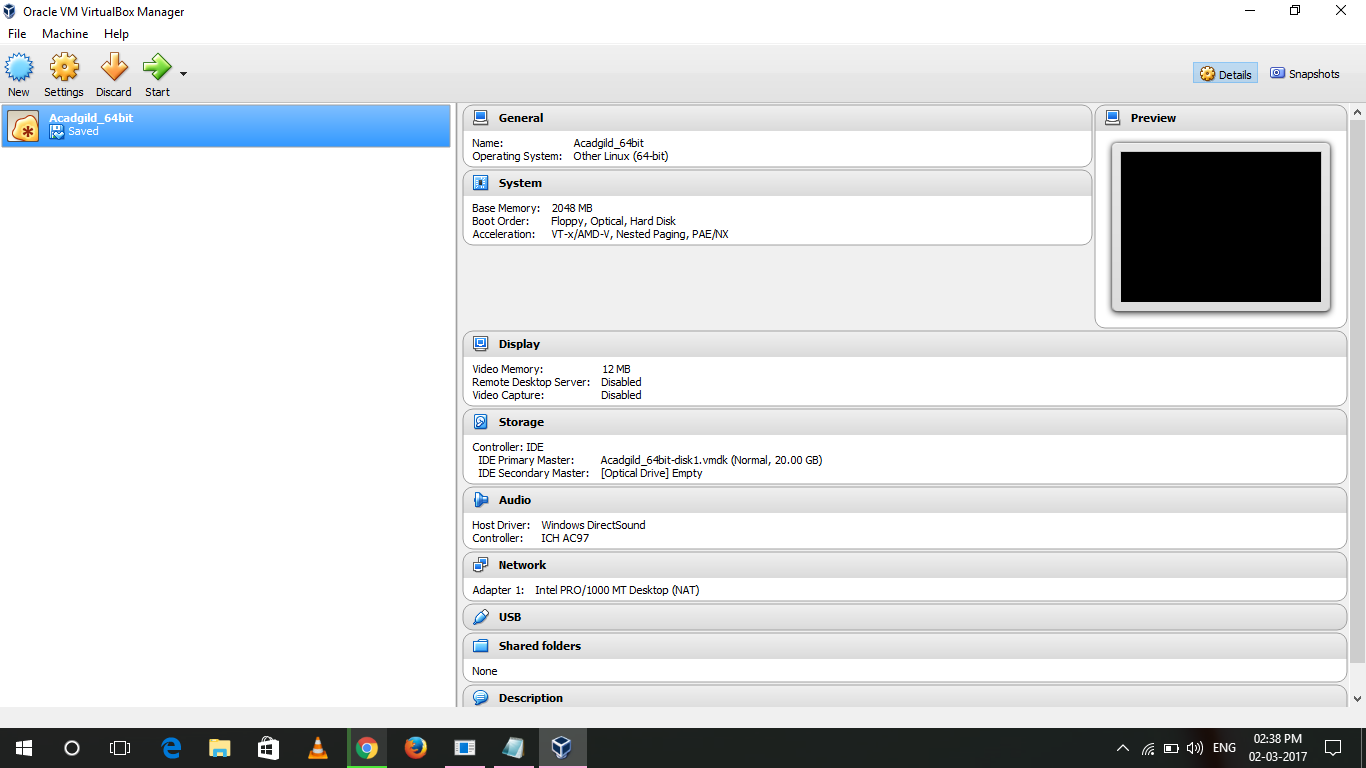 Oracle VM VirtualBox Manager
File Machine Help
New Settings Discard Start
Details Snapshots
Acadgild_64bit
Saved
General
Name: Acadgild_64bit
Operating System: Other Linux (64-bit)
Preview
System
Base Memory: 2048 MB
Boot Order: Floppy, Optical, Hard Disk
Acceleration: VT-x/AMD-V, Nested Paging, PAE/NX
Display
Video Memory: 12 MB
Remote Desktop Server: Disabled
Video Capture: Disabled
Storage
Controller: IDE
IDE Primary Master: Acadgild_64bit-disk1.vmdk (Normal, 20.00 GB)
IDE Secondary Master: [Optical Drive] Empty
Audio
Host Driver: Windows DirectSound
Controller: ICH AC97
Network
Adapter 1: Intel PRO/1000 MT Desktop (NAT)
USB
Shared folders
None
Description
ENG
02:38 PM
02-03-2017